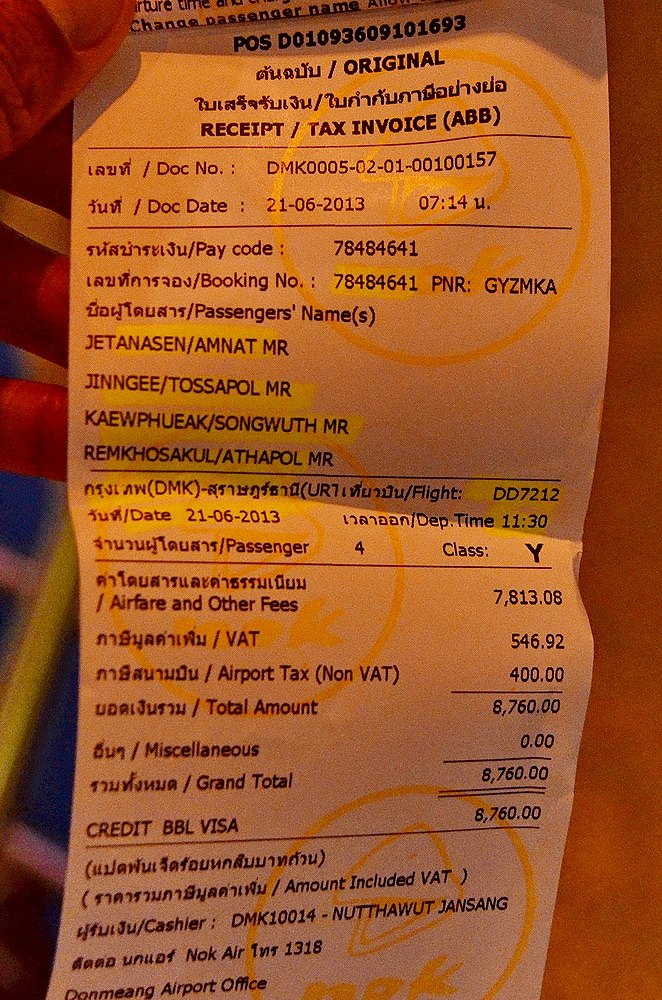 Change passenger name Allow
POS D01093609101693
ต้นฉบับ / ORIGINAL
ใบเสร็จรับเงิน/ใบกำกับภาษีอย่างย่อ
RECEIPT / TAX INVOICE (ABB)
เลขที่ / Doc No. : DMK0005-02-01-00100157
วันที่ / Doc Date : 21-06-2013 07:14 น.
รหัสชำระเงิน/Pay code : 78484641
เลขที่การจอง/Booking No. : 78484641 PNR: GYZMKA
ชื่อผู้โดยสาร/Passengers' Name(s)
JETANASEN/AMNAT MR
JINNGEE/TOSSAPOL MR
KAEWPHUEAK/SONGWUTH MR
REMKHOSAKUL/ATHAPOL MR
กรุงเทพ(DMK)-สุราษฎร์ธานี(URT เที่ยวบิน/Flight: DD7212
วันที่/Date 21-06-2013 เวลาออก/Dep.Time 11:30
จำนวนผู้โดยสาร/Passenger 4 Class: Y
ค่าโดยสารและค่าธรรมเนียม
/ Airfare and Other Fees 7,813.08
ภาษีมูลค่าเพิ่ม / VAT 546.92
ภาษีสนามบิน / Airport Tax (Non VAT) 400.00
ยอดเงินรวม / Total Amount 8,760.00
อื่นๆ / Miscellaneous 0.00
รวมทั้งหมด / Grand Total 8,760.00
CREDIT BBL VISA 8,760.00
(แปดพันเจ็ดร้อยหกสิบบาทถ้วน)
( ราคารวมภาษีมูลค่าเพิ่ม / Amount Included VAT )
ผู้รับเงิน/Cashier : DMK10014 - NUTTHAWUT JANSANG
ติดต่อ นกแอร์ Nok Air โทร 1318
Donmeang Airport Office